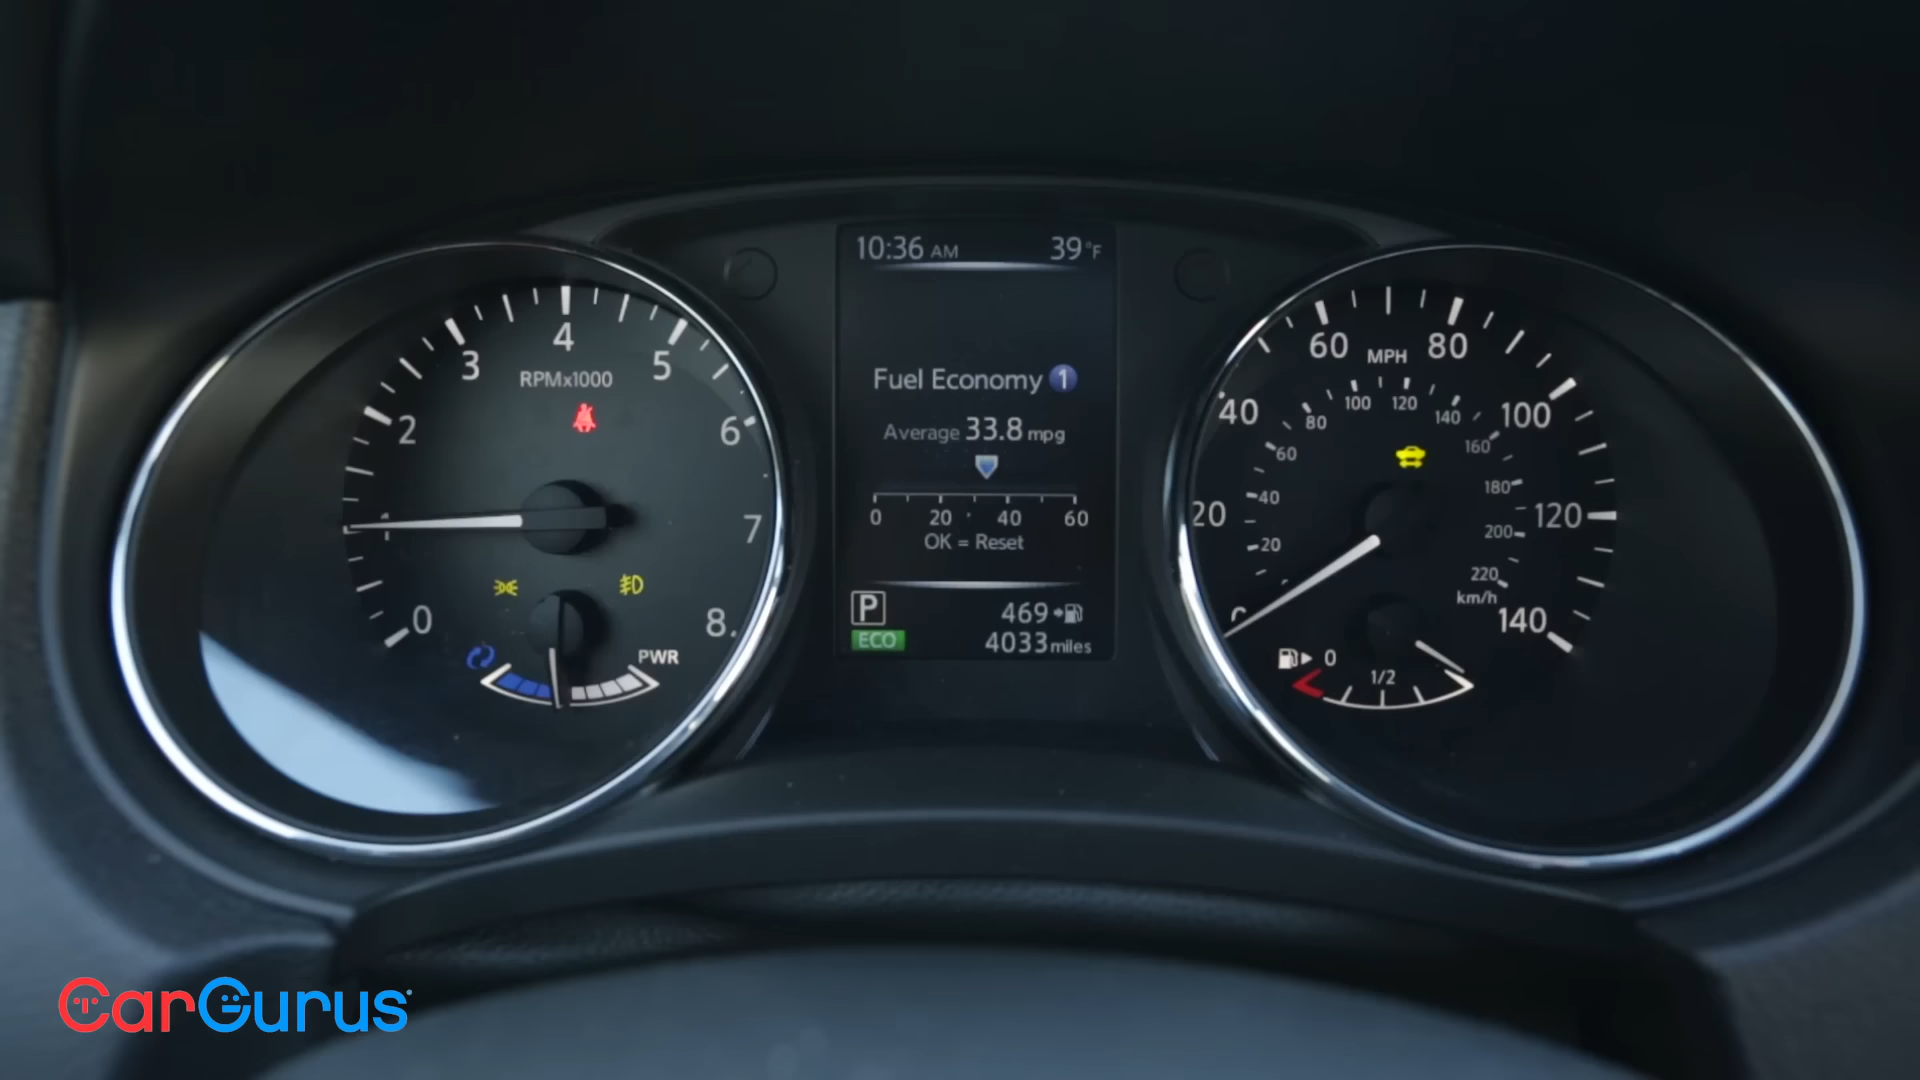 10:36 AM 39°F
Fuel Economy 1
Average 33.8 mpg
0 20 40 60
OK = Reset
P
469
ECO
4033 miles
0 1 2 3 4 5 6 7 8
RPMx1000
PWR
0 20 40 60 80 100 120 140
MPH
20 40 60 80 100 120 140 160 180 200 220
km/h
0 1/2
CarGurus